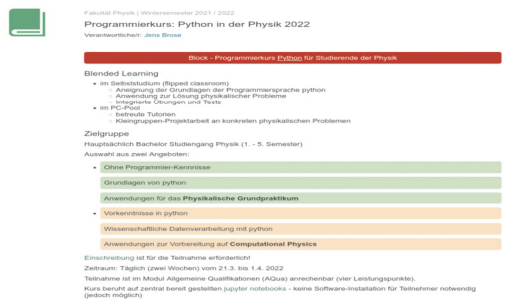 Fakultät Physik | Wintersemester 2021 / 2022
Programmierkurs: Python in der Physik 2022
Verantwortliche/r: Jens Brose
Block - Programmierkurs Python für Studierende der Physik
Blended Learning
im Selbststudium (flipped classroom)
Aneignung der Grundlagen der Programmiersprache python
Anwendung zur Lösung physikalischer Probleme
Integrierte Übungen und Tests
im PC-Pool
betreute Tutorien
Kleingruppen-Projektarbeit an konkreten physikalischen Problemen
Zielgruppe
Hauptsächlich Bachelor Studiengang Physik (1. - 5. Semester)
Auswahl aus zwei Angeboten:
Ohne Programmier-Kennnisse
Grundlagen von python
Anwendungen für das Physikalische Grundpraktikum
Vorkenntnisse in python
Wissenschaftliche Datenverarbeitung mit python
Anwendungen zur Vorbereitung auf Computational Physics
Einschreibung ist für die Teilnahme erforderlich!
Zeitraum: Täglich (zwei Wochen) vom 21.3. bis 1.4. 2022
Teilnahme ist im Modul Allgemeine Qualifikationen (AQua) anrechenbar (vier Leistungspunkte).
Kurs beruht auf zentral bereit gestellten jupyter notebooks - keine Software-Installation für Teilnehmer notwendig
(jedoch möglich)